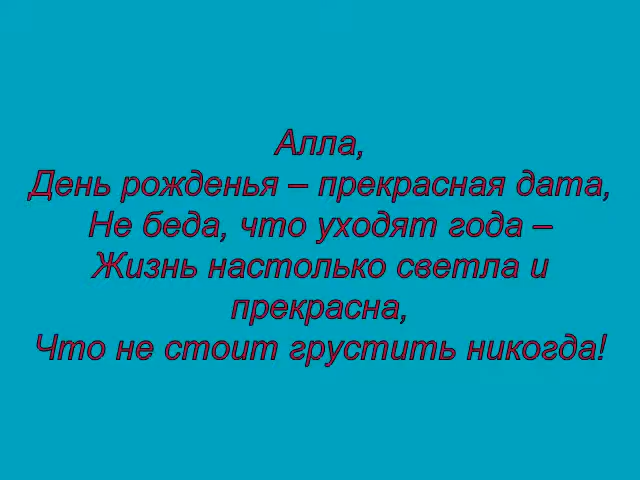 Алла,
День рожденья – прекрасная дата,
Не беда, что уходят года –
Жизнь настолько светла и
прекрасна,
Что не стоит грустить никогда!